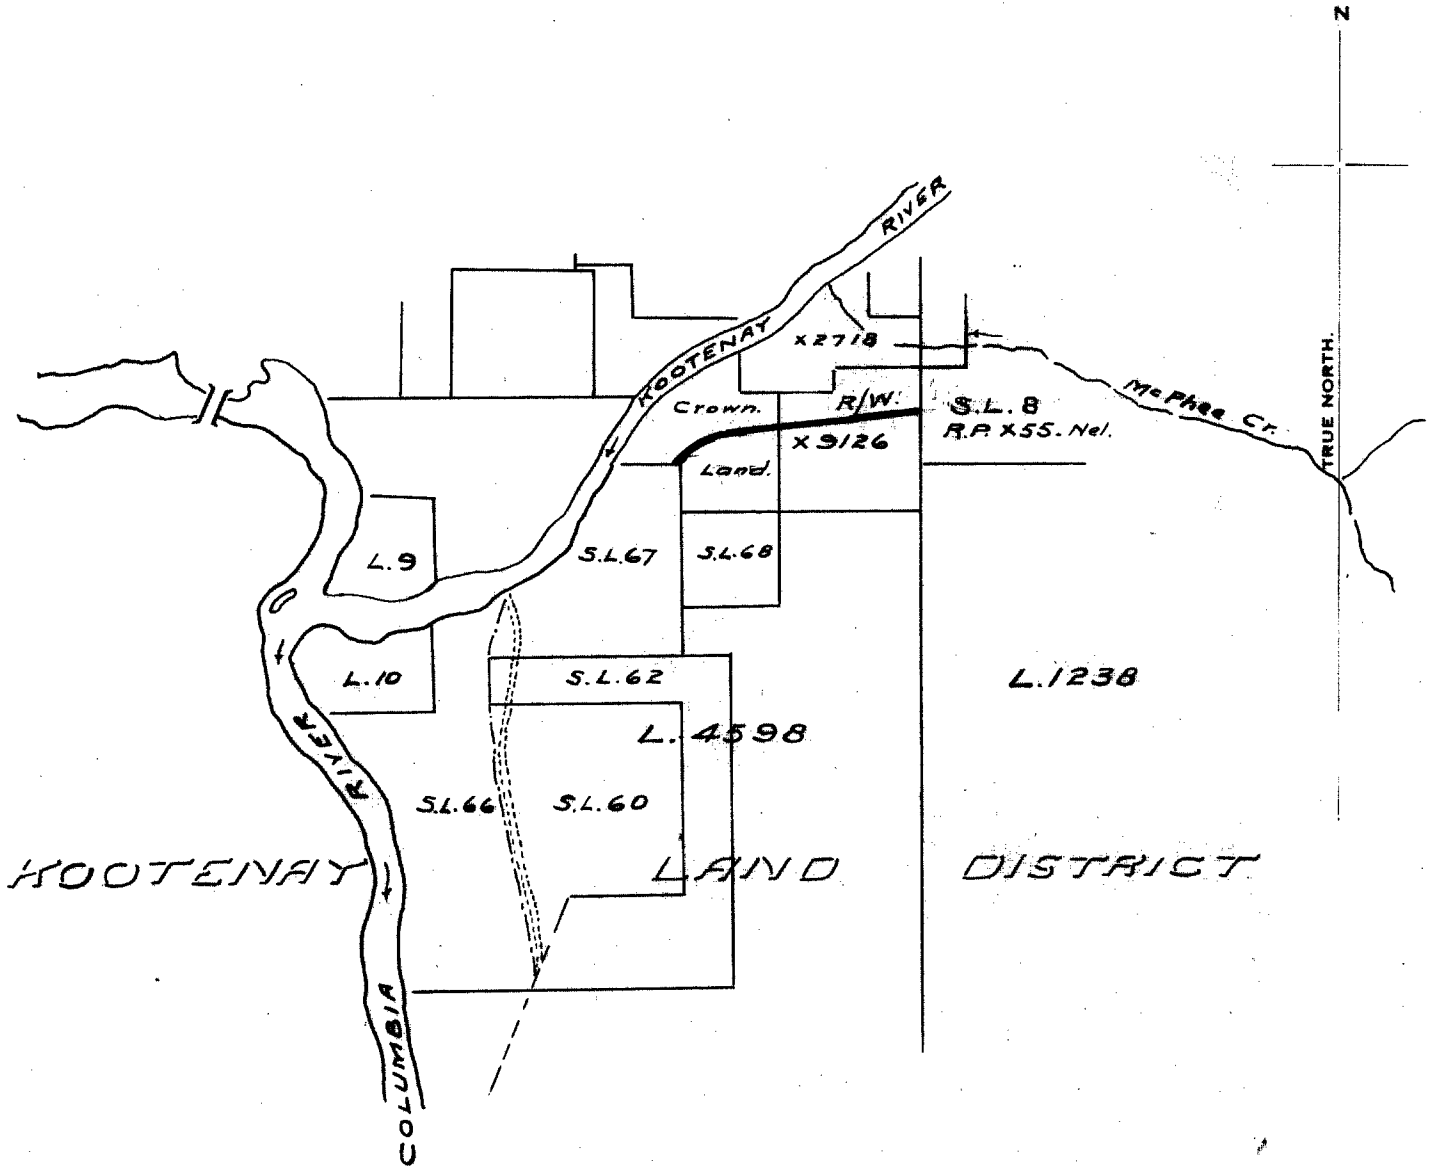 N
KOOTENAY RIVER
X2718
TRUE NORTH.
McPhee Cr.
Crown.
R/W.
S.L.8
R.P. X55. Nel.
X9126
Land.
L.9
S.L.67
S.L.68
L.10
S.L.62
L.1238
L. 4598
S.L.66
S.L.60
KOOTENAY LAND DISTRICT
COLUMBIA RIVER